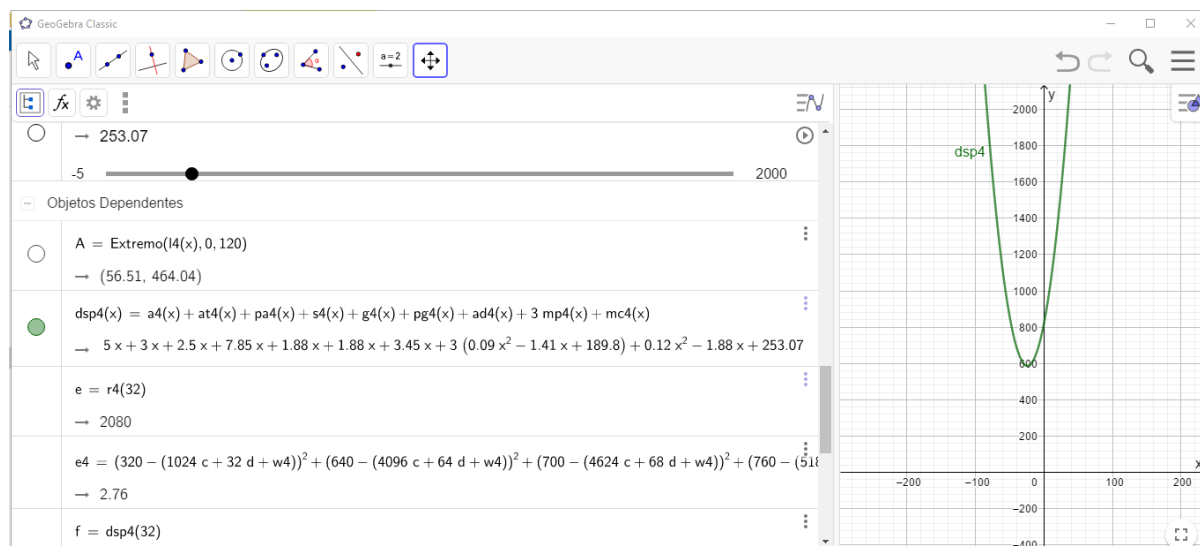 GeoGebra Classic
A
a=2
fx
→ 253.07
-5
2000
Objetos Dependentes
A = Extremo(l4(x), 0, 120)
→ (56.51, 464.04)
dsp4(x) = a4(x) + at4(x) + pa4(x) + s4(x) + g4(x) + pg4(x) + ad4(x) + 3 mp4(x) + mc4(x)
→ 5 x + 3 x + 2.5 x + 7.85 x + 1.88 x + 1.88 x + 3.45 x + 3 (0.09 x² − 1.41 x + 189.8) + 0.12 x² − 1.88 x + 253.07
e = r4(32)
→ 2080
e4 = (320 − (1024 c + 32 d + w4))² + (640 − (4096 c + 64 d + w4))² + (700 − (4624 c + 68 d + w4))² + (760 −
→ 2.76
f = dsp4(32)
y
2000
dsp4
1800
1600
1400
1200
1000
800
600
400
200
x
−200
−100
0
100
200
−200
−400